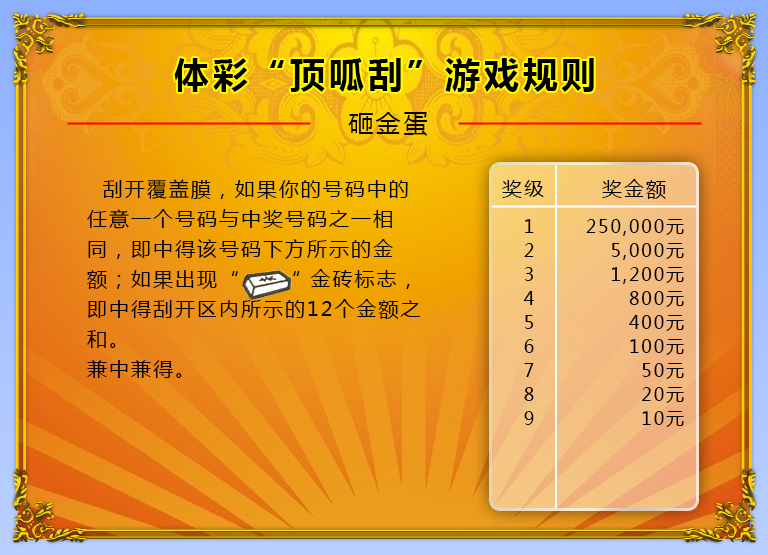 体彩“顶呱刮”游戏规则
砸金蛋
刮开覆盖膜，如果你的号码中的
任意一个号码与中奖号码之一相
同，即中得该号码下方所示的金
额；如果出现“ ”金砖标志，
即中得刮开区内所示的12个金额之
和。
兼中兼得。
奖级 奖金额
1 250,000元
2 5,000元
3 1,200元
4 800元
5 400元
6 100元
7 50元
8 20元
9 10元